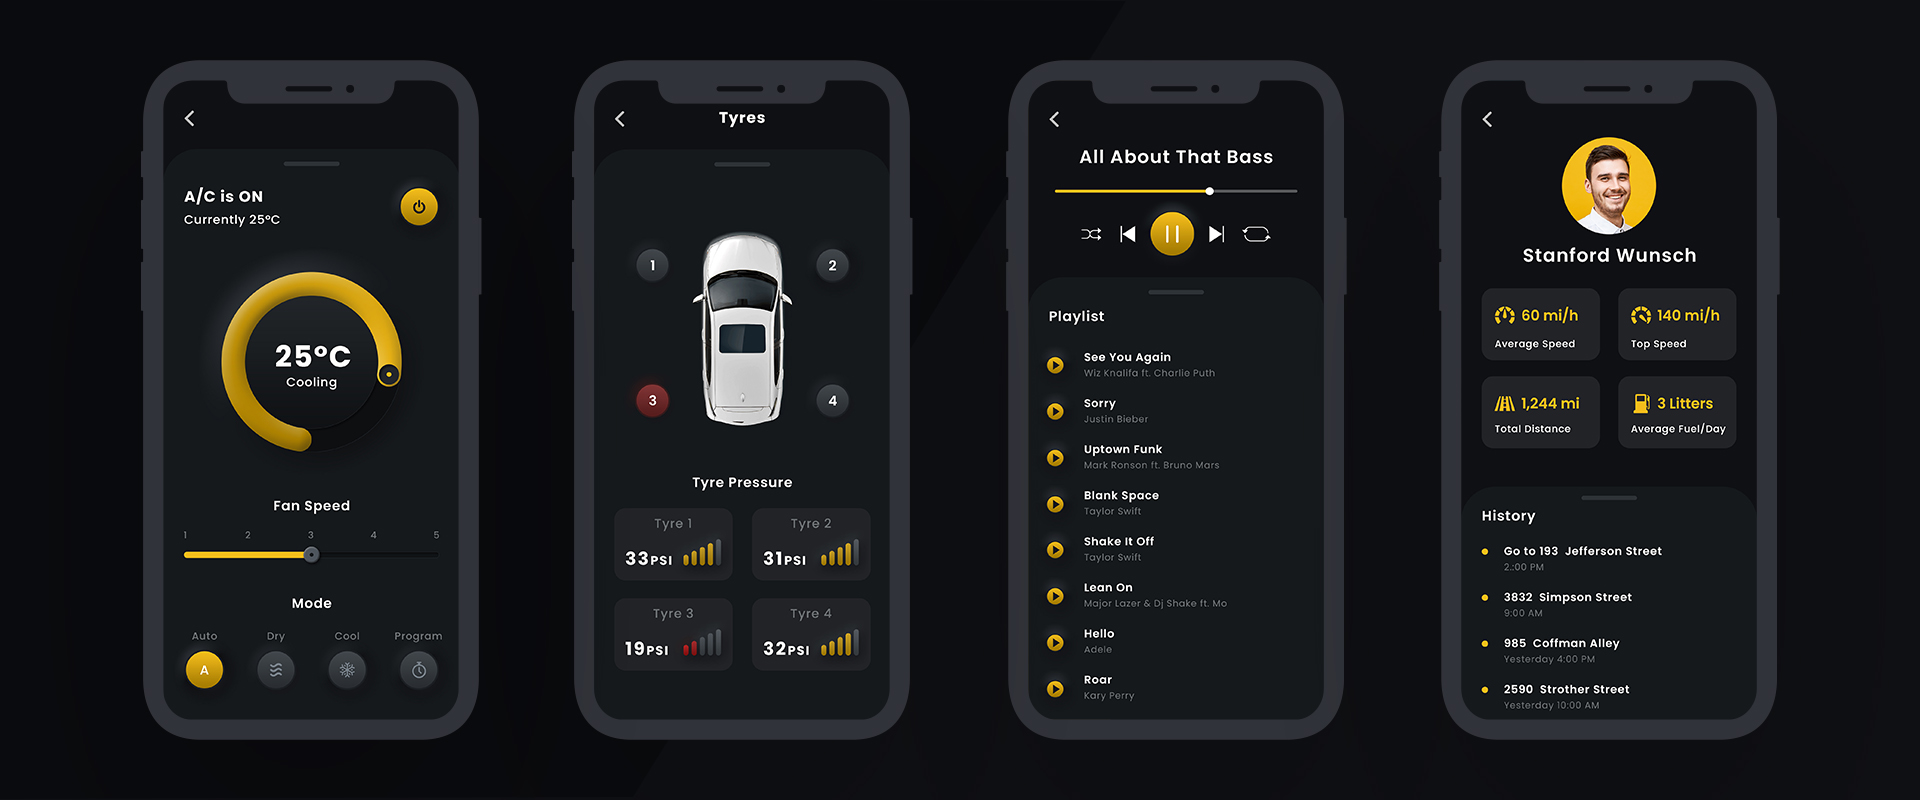 A/C is ON
Currently 25°C
25°C
Cooling
Fan Speed
1 2 3 4 5
Mode
Auto Dry Cool Program
A
Tyres
1 2
3 4
Tyre Pressure
Tyre 1 Tyre 2
33PSI 31PSI
Tyre 3 Tyre 4
19PSI 32PSI
All About That Bass
Playlist
See You Again
Wiz Knalifa ft. Charlie Puth
Sorry
Justin Bieber
Uptown Funk
Mark Ronson ft. Bruno Mars
Blank Space
Taylor Swift
Shake It Off
Taylor Swift
Lean On
Major Lazer & Dj Shake ft. Mo
Hello
Adele
Roar
Kary Perry
Stanford Wunsch
60 mi/h 140 mi/h
Average Speed Top Speed
1,244 mi 3 Litters
Total Distance Average Fuel/Day
History
Go to 193 Jefferson Street
2.:00 PM
3832 Simpson Street
9:00 AM
985 Coffman Alley
Yesterday 4:00 PM
2590 Strother Street
Yesterday 10:00 AM